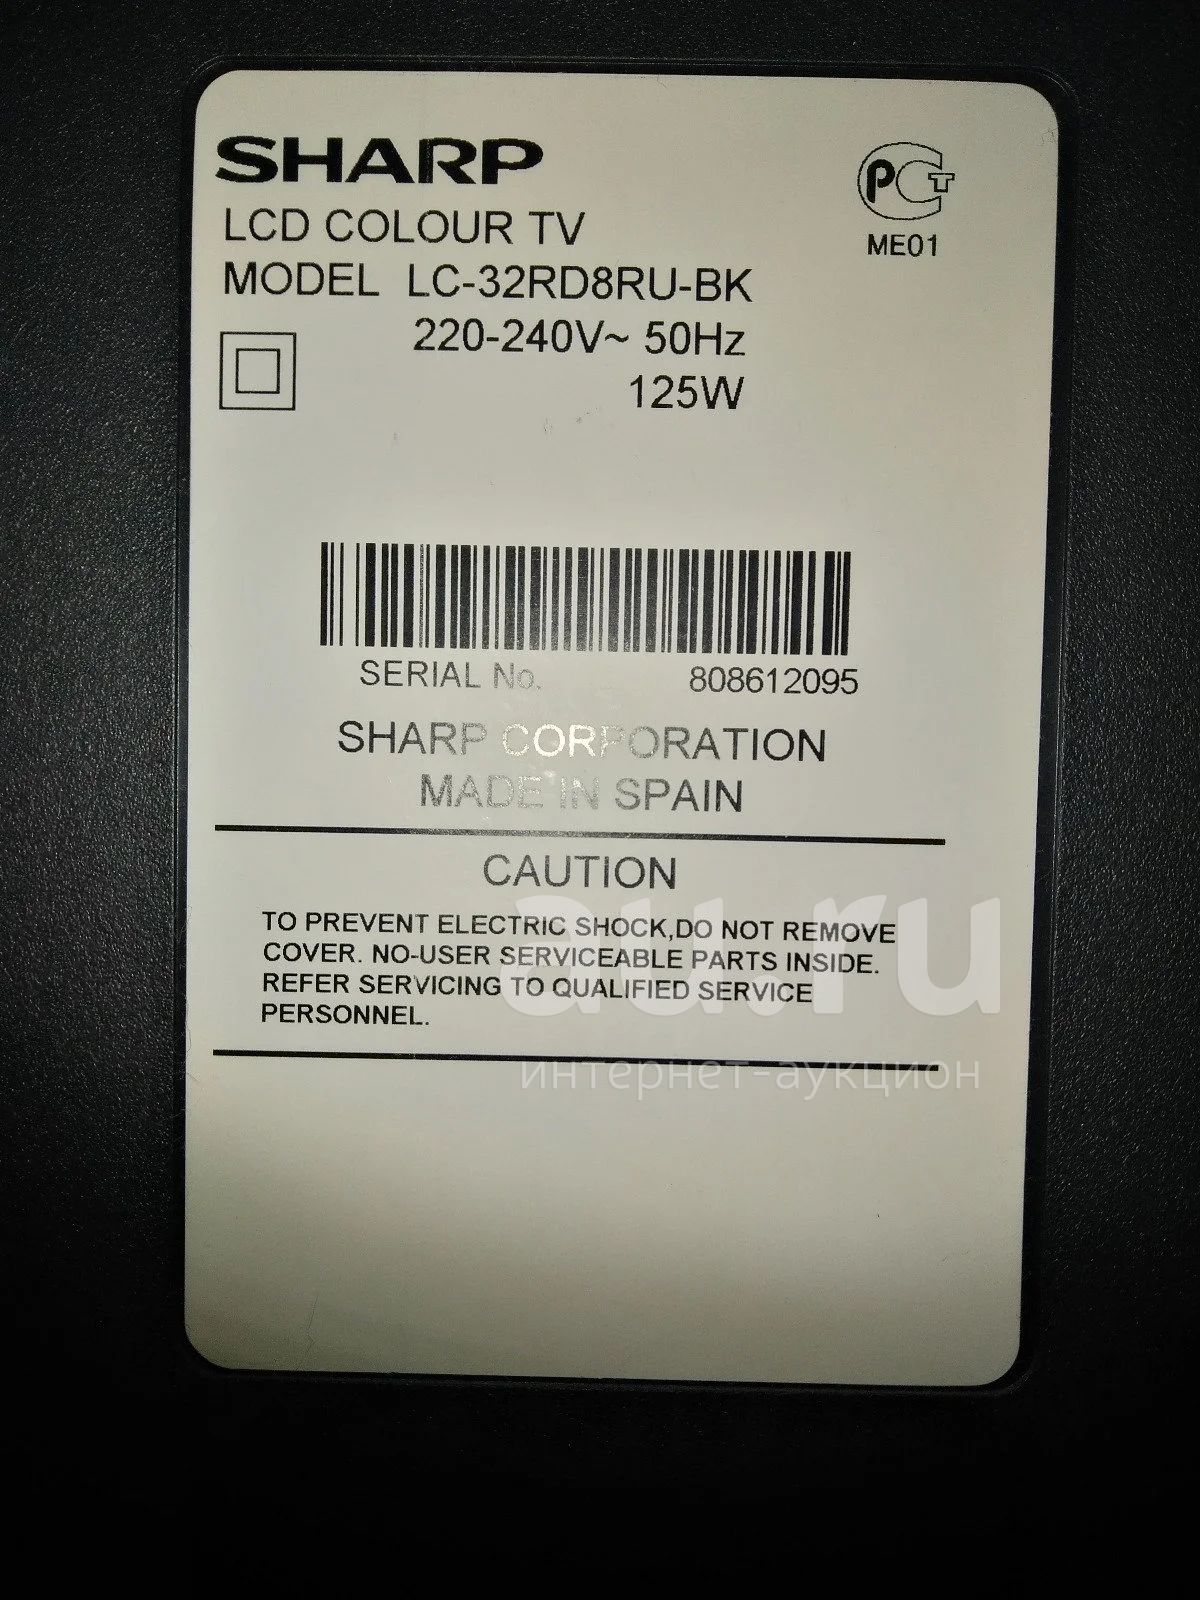 SHARP
LCD COLOUR TV
MODEL LC-32RD8RU-BK
220-240V~ 50Hz
125W
РСТ
ME01
SERIAL No. 808612095
SHARP CORPORATION
MADE IN SPAIN
CAUTION
TO PREVENT ELECTRIC SHOCK,DO NOT REMOVE
COVER. NO-USER SERVICEABLE PARTS INSIDE.
REFER SERVICING TO QUALIFIED SERVICE
PERSONNEL.
au.ru
интернет-аукцион